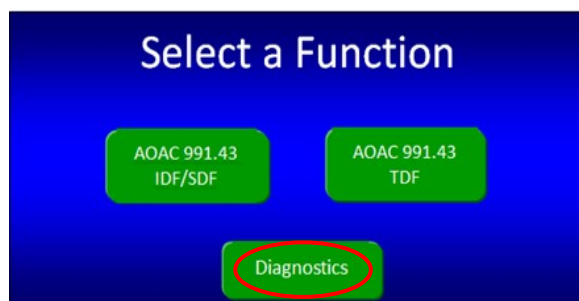 Select a Function
AOAC 991.43
IDF/SDF
AOAC 991.43
TDF
Diagnostics